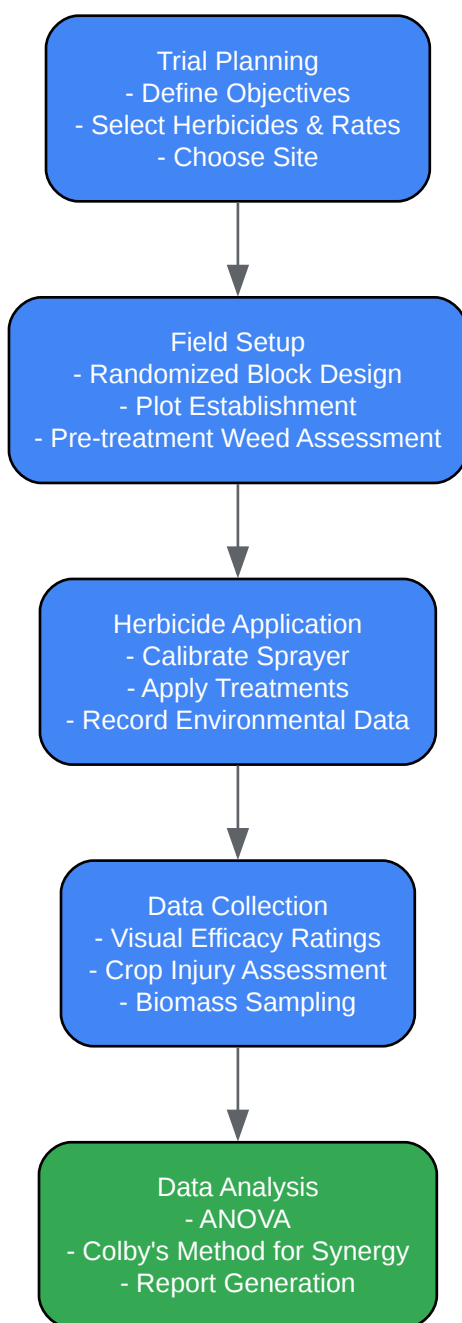 Trial Planning
- Define Objectives
- Select Herbicides & Rates
- Choose Site
Field Setup
- Randomized Block Design
- Plot Establishment
- Pre-treatment Weed Assessment
Herbicide Application
- Calibrate Sprayer
- Apply Treatments
- Record Environmental Data
Data Collection
- Visual Efficacy Ratings
- Crop Injury Assessment
- Biomass Sampling
Data Analysis
- ANOVA
- Colby's Method for Synergy
- Report Generation